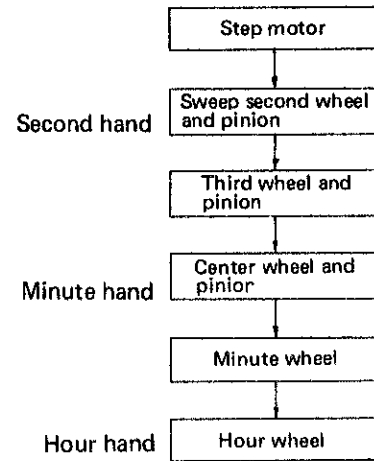 Step motor
Second hand
Sweep second wheel
and pinion
Third wheel and
pinion
Minute hand
Center wheel and
pinior
Minute wheel
Hour hand
Hour wheel